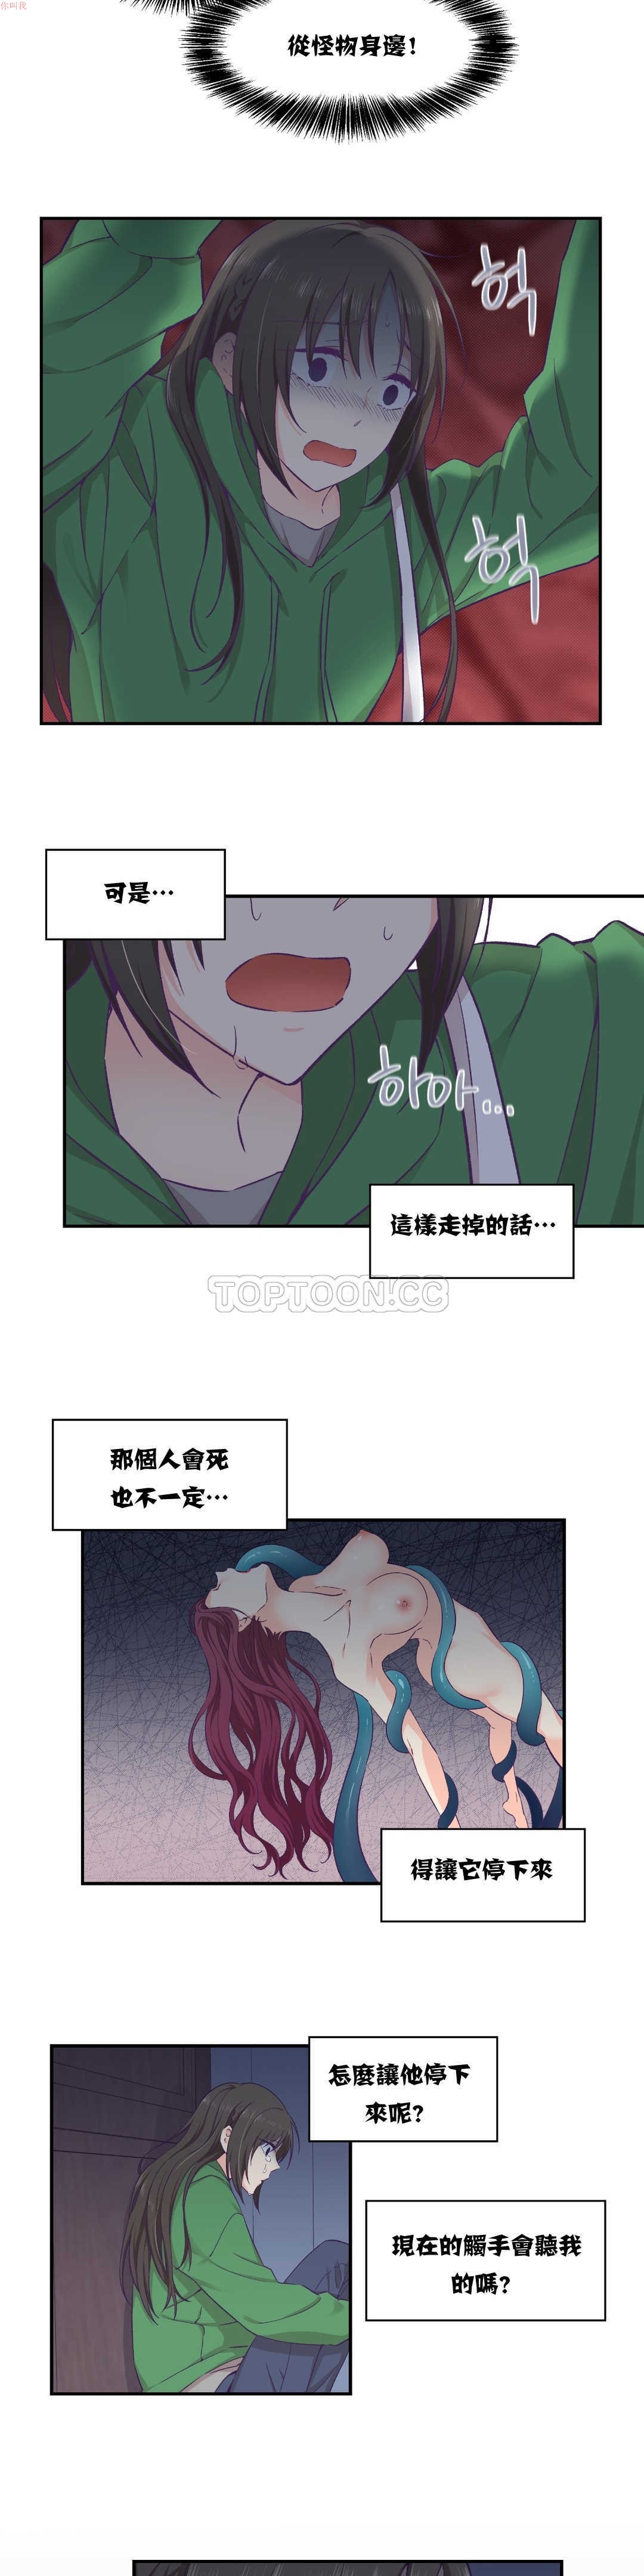 你叫我
從怪物身邊!
헉
헉
可是…
하아...
這樣走掉的話…
TOPTOON.CC
那個人會死
也不一定…
得讓它停下來
怎麼讓他停下
來呢?
現在的觸手會聽我
的嗎?